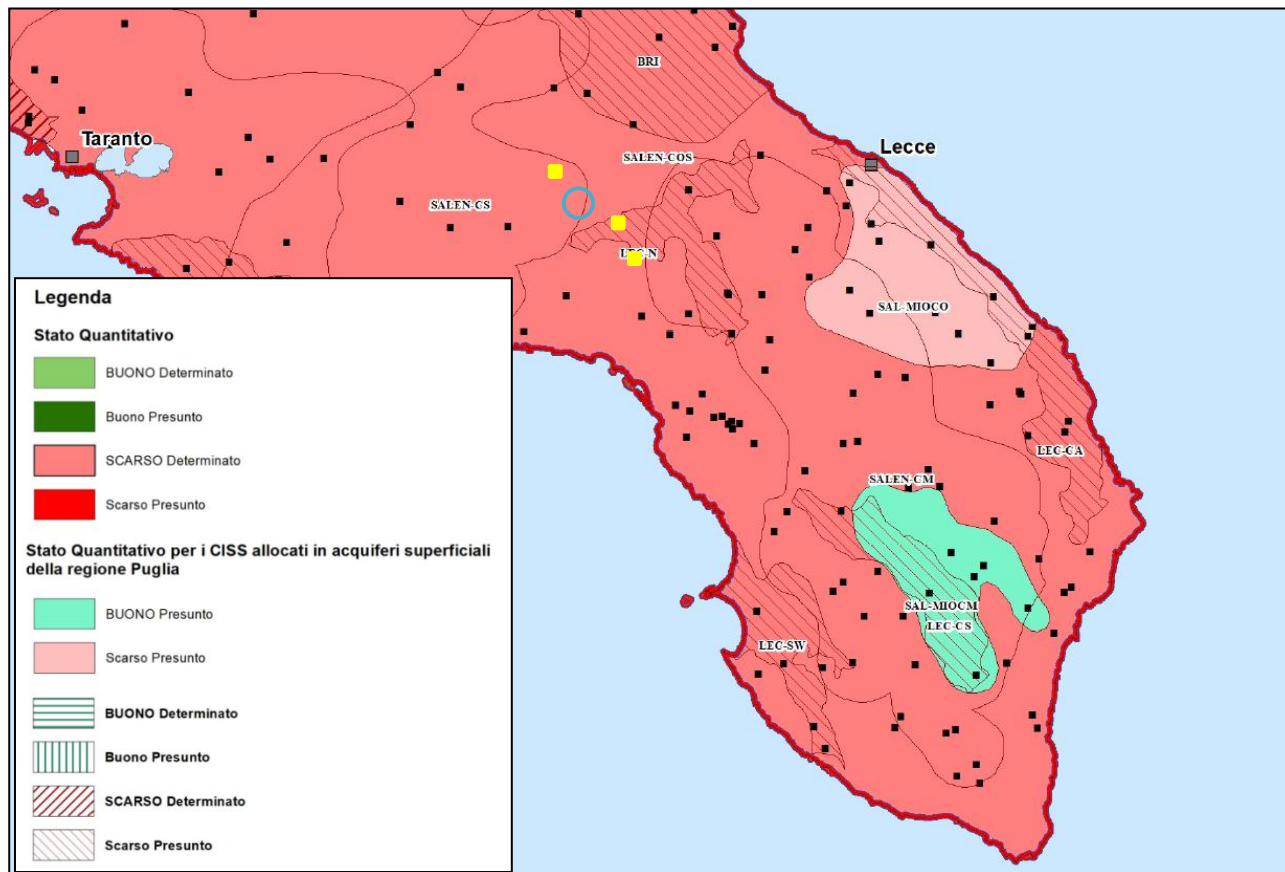 BRI
Taranto
Lecce
SALEN-COS
SALEN-CS
LEC-N
SAL-MIOCO
LEC-CA
SALEN-CM
SAL-MIOCM
LEC-CS
LEC-SW
Legenda
Stato Quantitativo
BUONO Determinato
Buono Presunto
SCARSO Determinato
Scarso Presunto
Stato Quantitativo per i CISS allocati in acquiferi superficiali
della regione Puglia
BUONO Presunto
Scarso Presunto
BUONO Determinato
Buono Presunto
SCARSO Determinato
Scarso Presunto